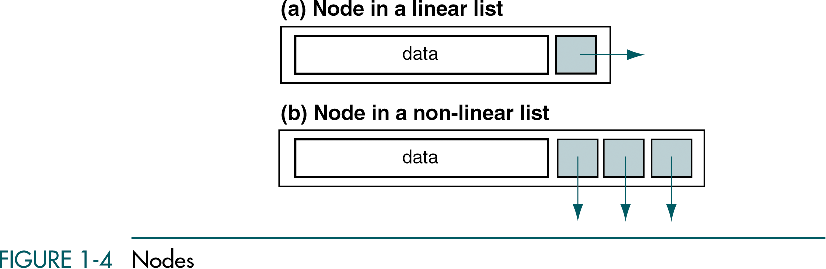 (a) Node in a linear list
data
(b) Node in a non-linear list
data
FIGURE 1-4 Nodes